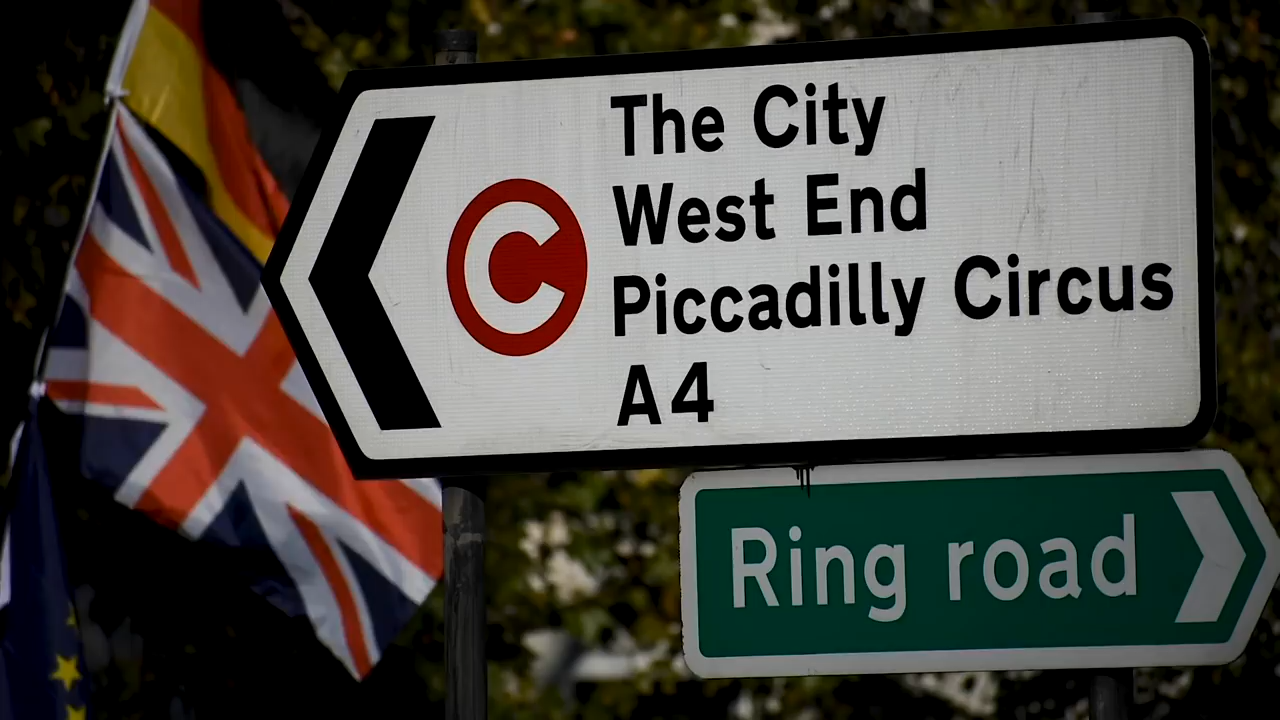 The City
West End
Piccadilly Circus
A4
C
Ring road